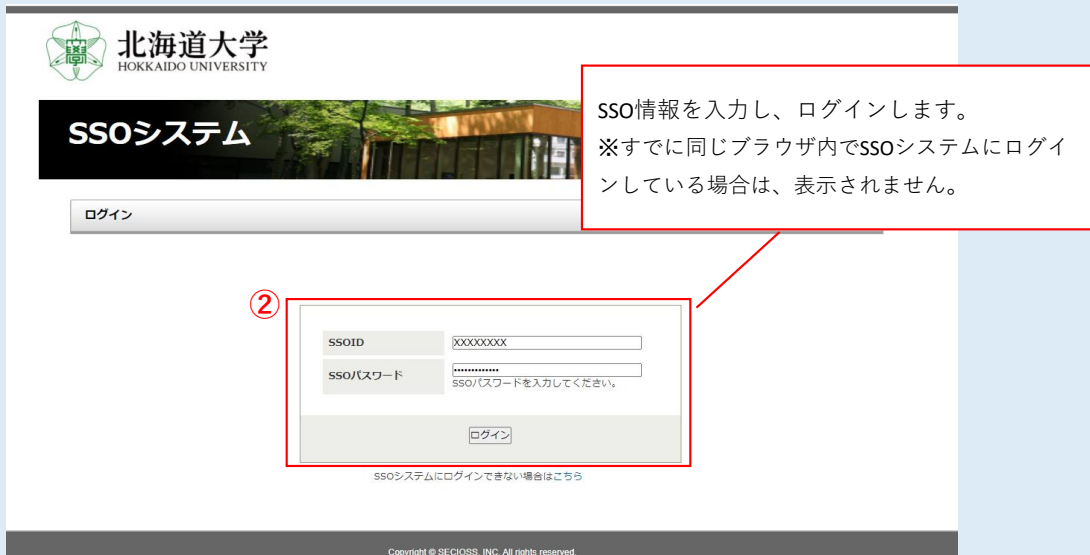 北海道大学
HOKKAIDO UNIVERSITY
SSOシステム
SSO情報を入力し、ログインします。
※すでに同じブラウザ内でSSOシステムにログイ
ンしている場合は、表示されません。
ログイン
②
SSOID
XXXXXXXX
SSOパスワード
•••••••••••••
SSOパスワードを入力してください。
ログイン
SSOシステムにログインできない場合はこちら
Copyright © SECIOSS, INC. All rights reserved.